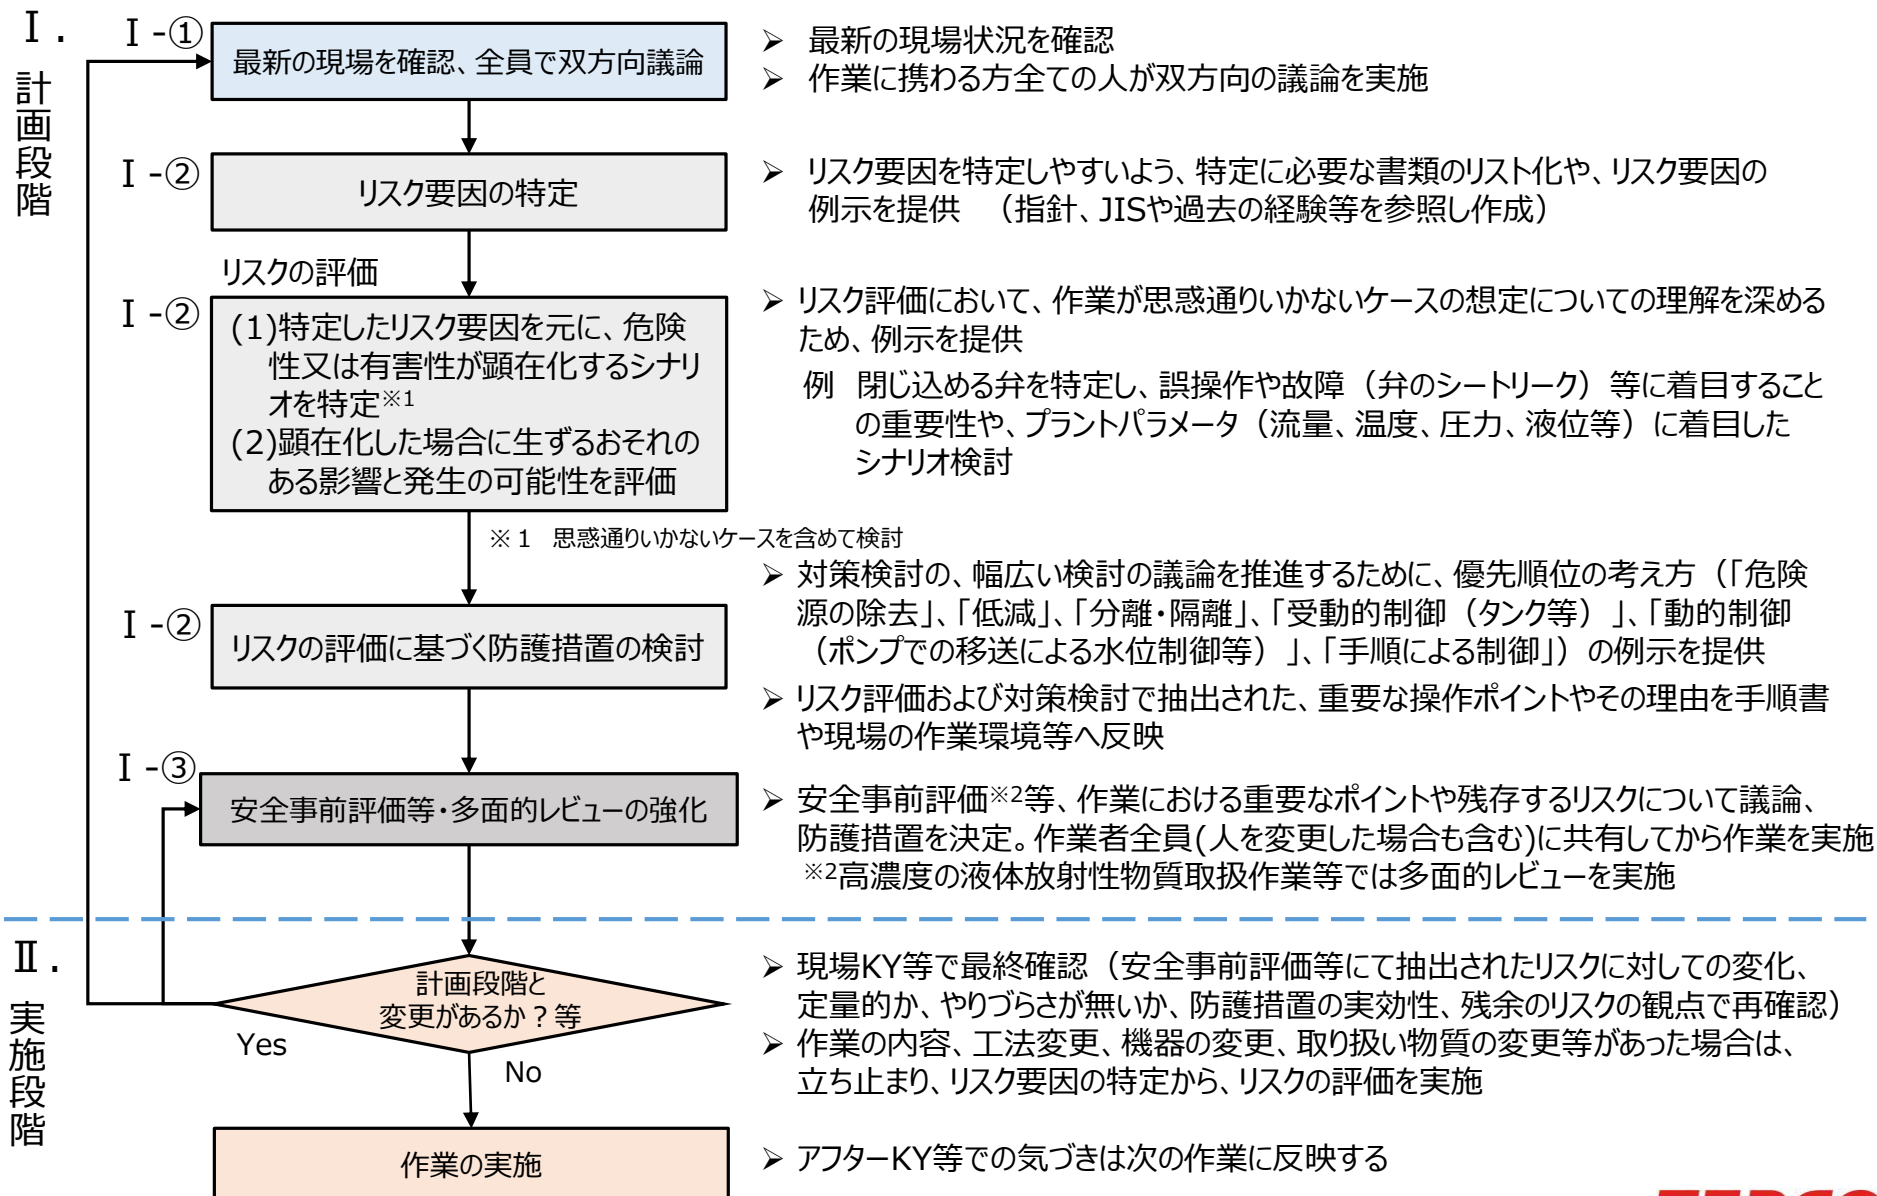 Ⅰ.
計画段階
Ⅰ-①
最新の現場を確認、全員で双方向議論
➢ 最新の現場状況を確認
➢ 作業に携わる方全ての人が双方向の議論を実施
Ⅰ-②
リスク要因の特定
➢ リスク要因を特定しやすいよう、特定に必要な書類のリスト化や、リスク要因の
例示を提供 （指針、JISや過去の経験等を参照し作成）
リスクの評価
Ⅰ-②
(1)特定したリスク要因を元に、危険
性又は有害性が顕在化するシナリ
オを特定※1
(2)顕在化した場合に生ずるおそれの
ある影響と発生の可能性を評価
➢ リスク評価において、作業が思惑通りいかないケースの想定についての理解を深める
ため、例示を提供
例 閉じ込める弁を特定し、誤操作や故障（弁のシートリーク）等に着目すること
の重要性や、プラントパラメータ（流量、温度、圧力、液位等）に着目した
シナリオ検討
※１ 思惑通りいかないケースを含めて検討
Ⅰ-②
リスクの評価に基づく防護措置の検討
➢ 対策検討の、幅広い検討の議論を推進するために、優先順位の考え方（「危険
源の除去」、「低減」、「分離・隔離」、「受動的制御（タンク等）」、「動的制御
（ポンプでの移送による水位制御等）」、「手順による制御」）の例示を提供
➢ リスク評価および対策検討で抽出された、重要な操作ポイントやその理由を手順書
や現場の作業環境等へ反映
Ⅰ-③
安全事前評価等・多面的レビューの強化
➢ 安全事前評価※2等、作業における重要なポイントや残存するリスクについて議論、
防護措置を決定。作業者全員(人を変更した場合も含む)に共有してから作業を実施
※2高濃度の液体放射性物質取扱作業等では多面的レビューを実施
Ⅱ.
実施段階
計画段階と
変更があるか？等
Yes
No
➢ 現場KY等で最終確認（安全事前評価等にて抽出されたリスクに対しての変化、
定量的か、やりづらさが無いか、防護措置の実効性、残余のリスクの観点で再確認）
➢ 作業の内容、工法変更、機器の変更、取り扱い物質の変更等があった場合は、
立ち止まり、リスク要因の特定から、リスクの評価を実施
作業の実施
➢ アフターKY等での気づきは次の作業に反映する